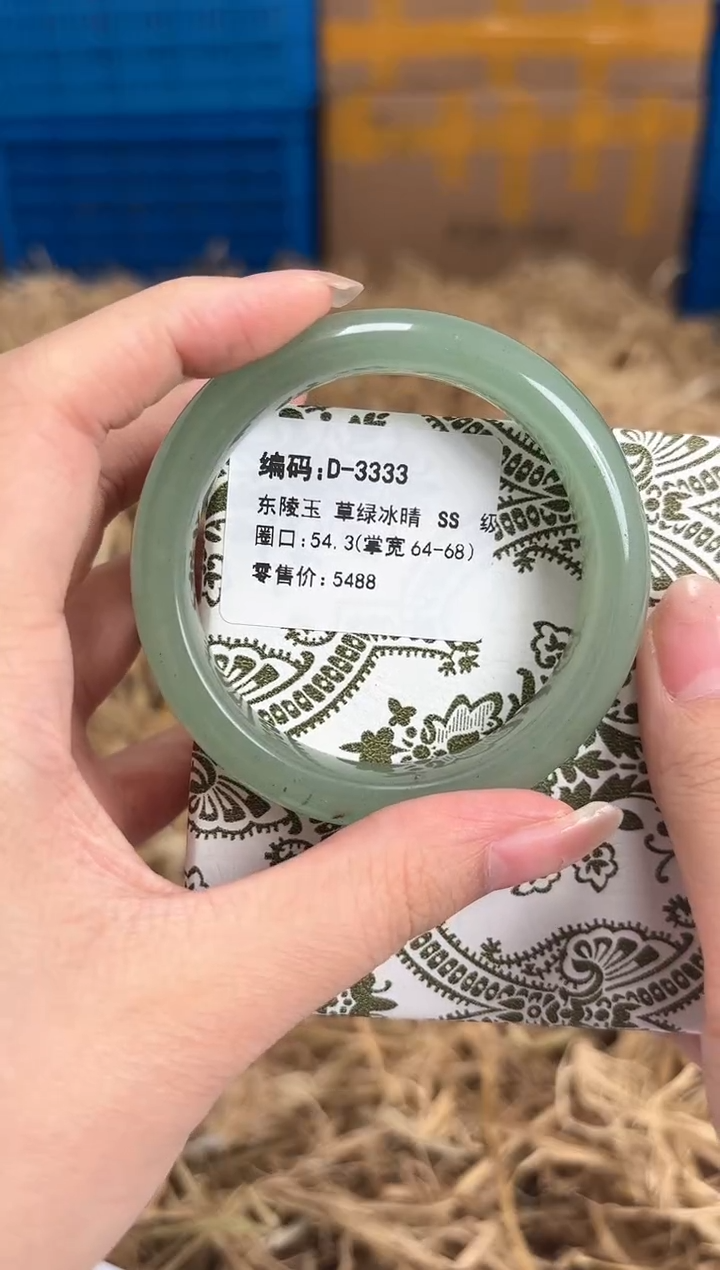 编码:D-3333
东陵玉 草绿冰晴 SS 级
圈口:54.3(掌宽64-68)
零售价:5488